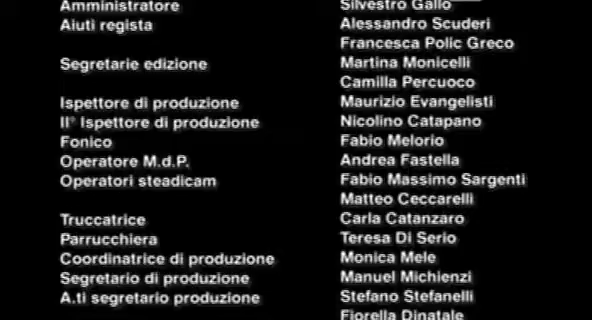 Amministratore Silvestro Gallo
Aiuti regista Alessandro Scuderi
Francesca Polic Greco
Segretarie edizione Martina Monicelli
Camilla Percuoco
Ispettore di produzione Maurizio Evangelisti
II° Ispettore di produzione Nicolino Catapano
Fonico Fabio Melorio
Operatore M.d.P. Andrea Fastella
Operatori steadicam Fabio Massimo Sargenti
Matteo Ceccarelli
Truccatrice Carla Catanzaro
Parrucchiera Teresa Di Serio
Coordinatrice di produzione Monica Mele
Segretario di produzione Manuel Michienzi
A.ti segretario produzione Stefano Stefanelli
Fiorella Dinatale